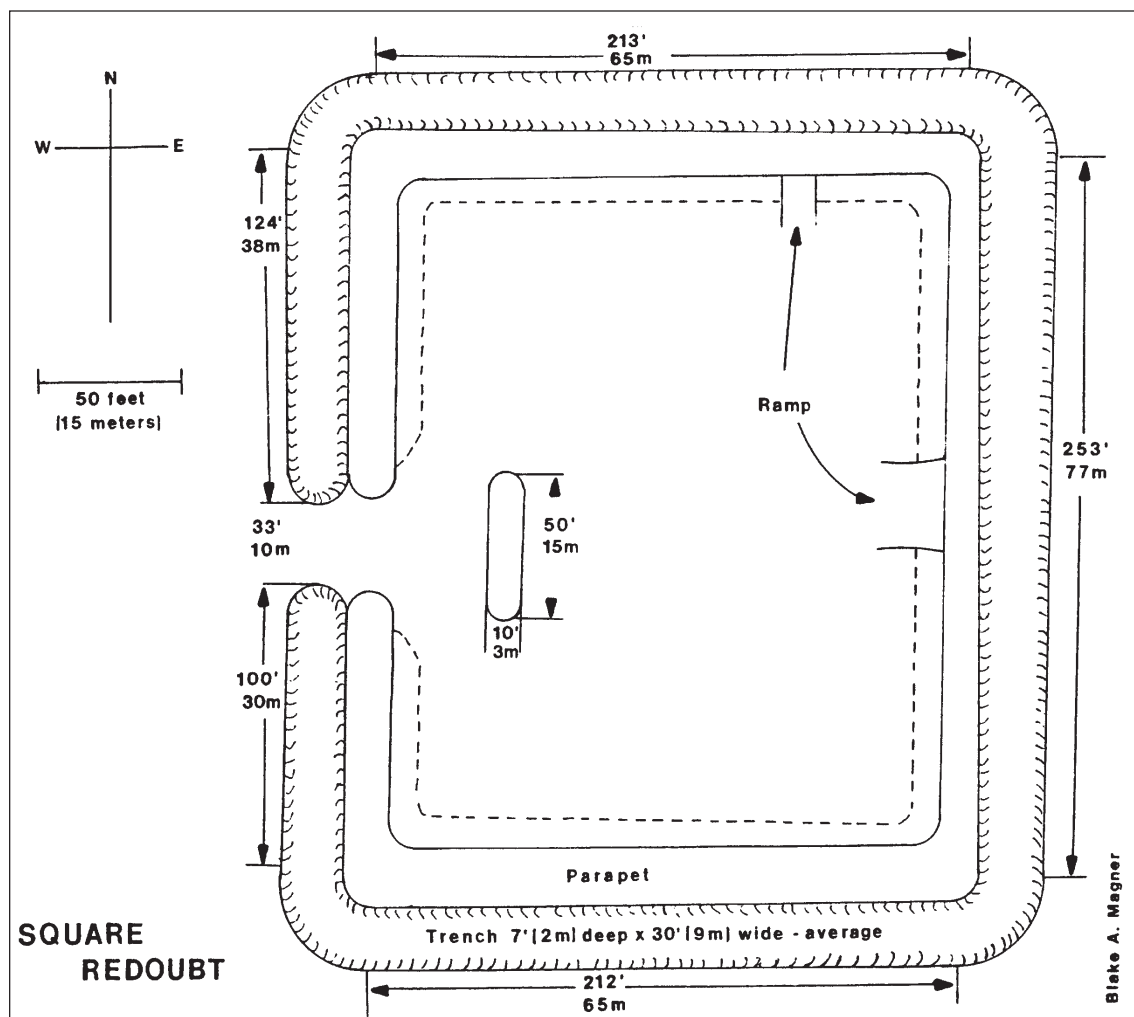 213'
65m
N
W E
124'
38m
50 feet
(15 meters)
Ramp
253'
77m
33'
10m
50'
15m
10'
3m
100'
30m
Parapet
Trench 7' (2m) deep x 30' (9m) wide - average
SQUARE
REDOUBT
212'
65m
Blake A. Magner